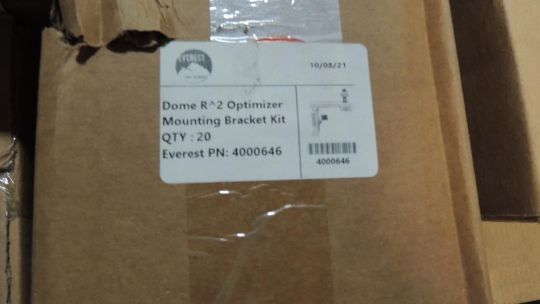 EVEREST
10/08/21
Dome R^2 Optimizer
Mounting Bracket Kit
QTY : 20
Everest PN: 4000646
4000646